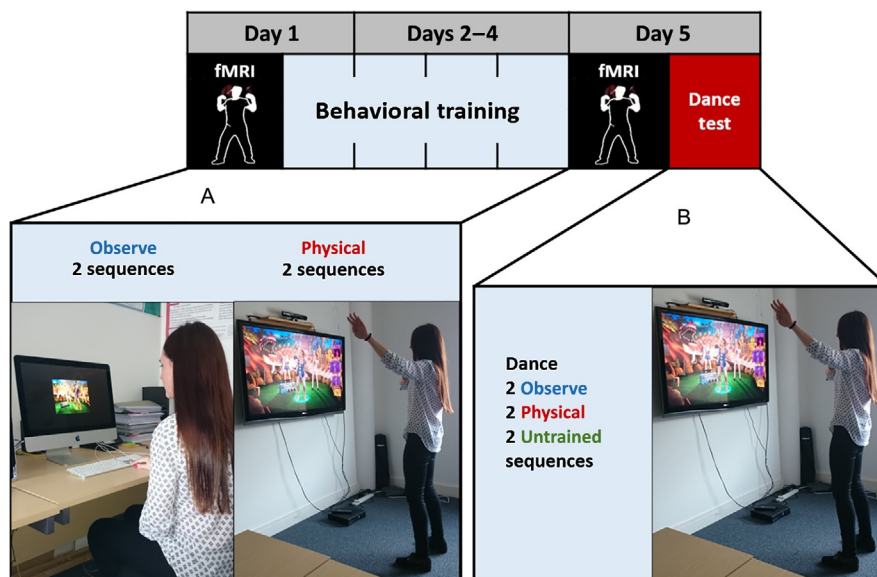 Day 1
Days 2–4
Day 5
fMRI
Behavioral training
fMRI
Dance
test
A
B
Observe
2 sequences
Physical
2 sequences
Dance
2 Observe
2 Physical
2 Untrained
sequences